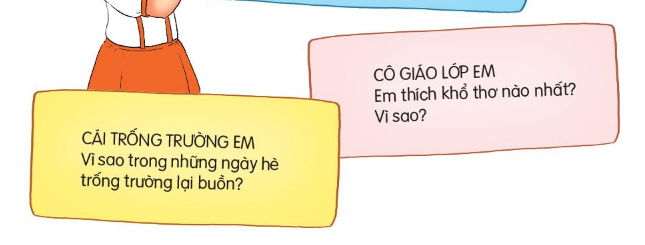 CÔ GIÁO LỚP EM
Em thích khổ thơ nào nhất?
Vì sao?
CÁI TRỐNG TRƯỜNG EM
Vì sao trong những ngày hè
trống trường lại buồn?